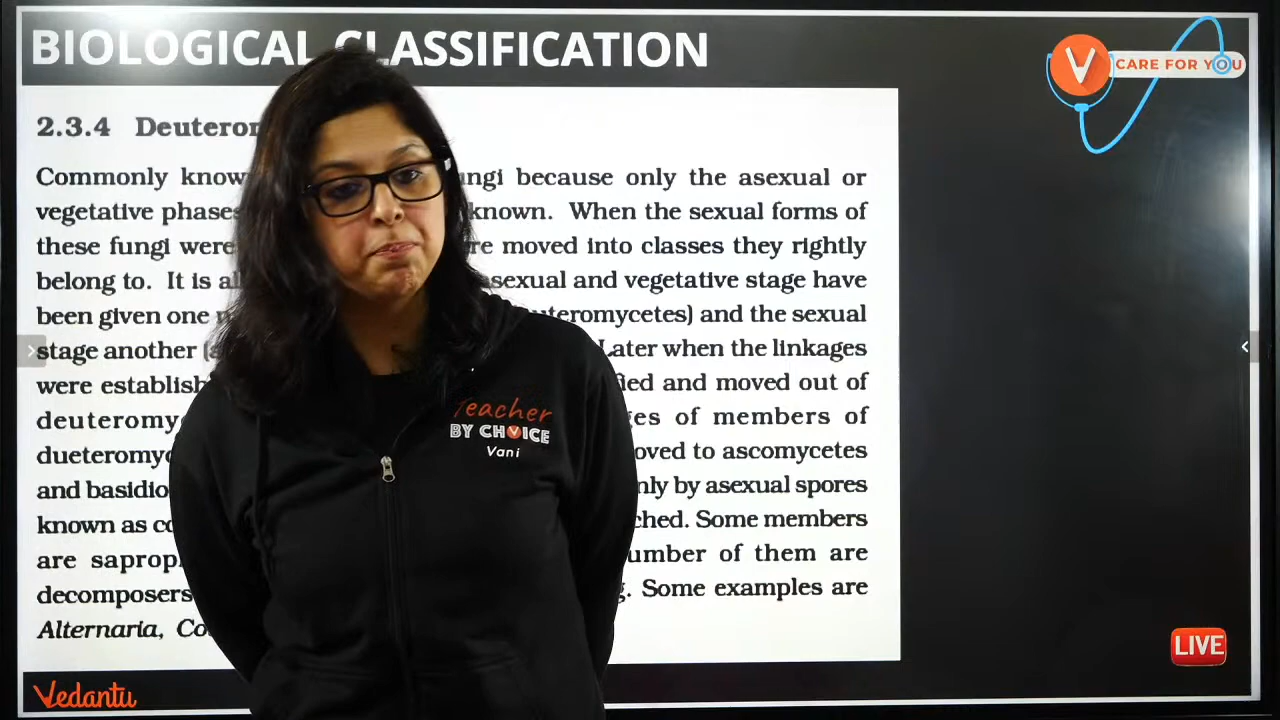 BIOLOGICAL CLASSIFICATION
CARE FOR YOU
2.3.4 Deuterom
Commonly know ungi because only the asexual or
vegetative phases known. When the sexual forms of
these fungi were re moved into classes they rightly
belong to. It is al asexual and vegetative stage have
been given one uteromycetes) and the sexual
stage another Later when the linkages
were establish fied and moved out of
deuteromyc ges of members of
dueteromyc oved to ascomycetes
and basidio nly by asexual spores
known as co ched. Some members
are saprop umber of them are
decomposers g. Some examples are
Alternaria, Co
Teacher
BY CHOICE
Vani
LIVE
Vedantu